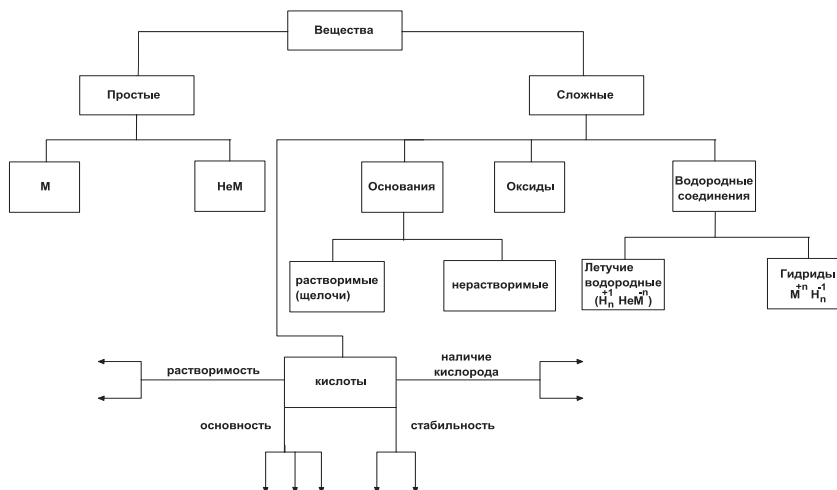 Вещества
Простые
Сложные
М
НеМ
Основания
Оксиды
Водородные
соединения
растворимые
(щелочи)
нерастворимые
Летучие
водородные
(H⁺¹ₙ НеМ⁻ⁿ)
Гидриды
M⁺ⁿ H⁻¹ₙ
растворимость
кислоты
наличие
кислорода
основность
стабильность